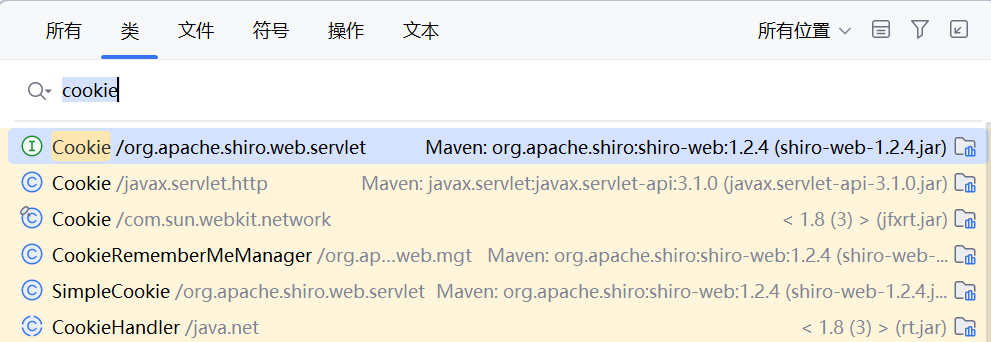 所有 类 文件 符号 操作 文本 所有位置
cookie
Cookie /org.apache.shiro.web.servlet Maven: org.apache.shiro:shiro-web:1.2.4 (shiro-web-1.2.4.jar)
Cookie /javax.servlet.http Maven: javax.servlet:javax.servlet-api:3.1.0 (javax.servlet-api-3.1.0.jar)
Cookie /com.sun.webkit.network < 1.8 (3) > (jfxrt.jar)
CookieRememberMeManager /org.ap...web.mgt Maven: org.apache.shiro:shiro-web:1.2.4 (shiro-web-...
SimpleCookie /org.apache.shiro.web.servlet Maven: org.apache.shiro:shiro-web:1.2.4 (shiro-web-1.2.4.j...
CookieHandler /java.net < 1.8 (3) > (rt.jar)